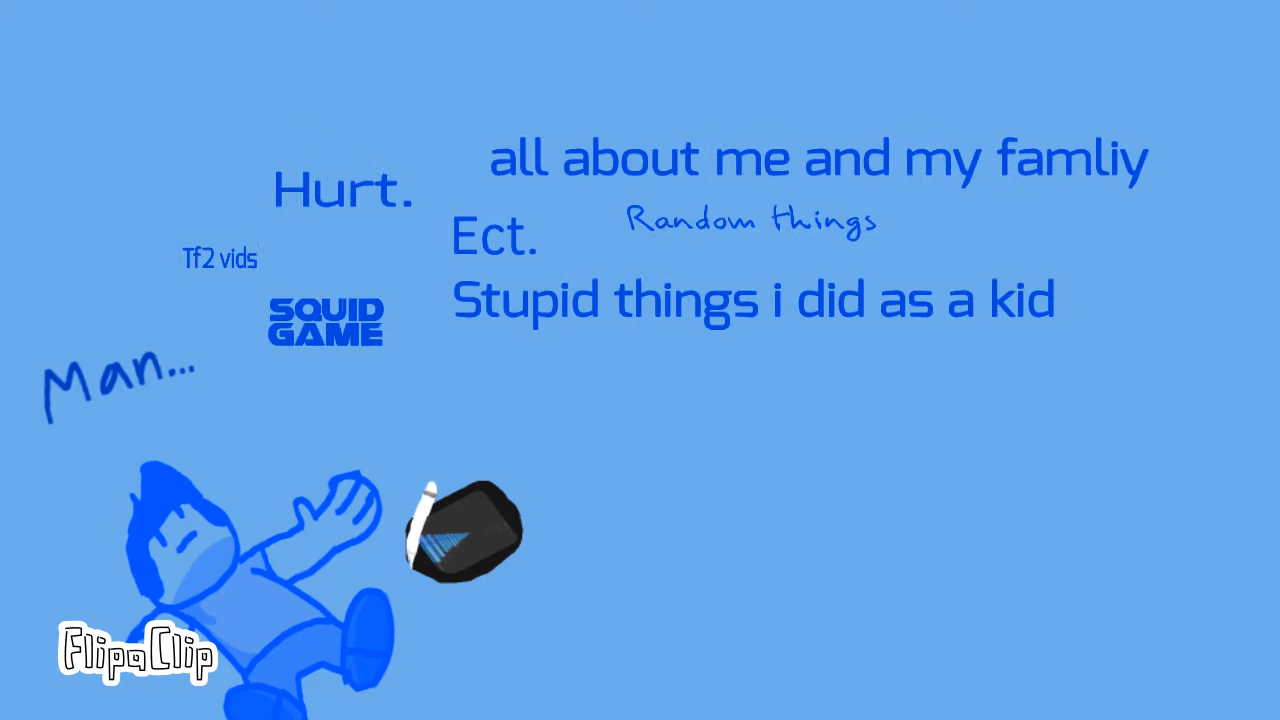 all about me and my famliy
Hurt.
Random things
Ect.
Tf2 vids
Stupid things i did as a kid
SQUID
GAME
Man...
FlipaClip